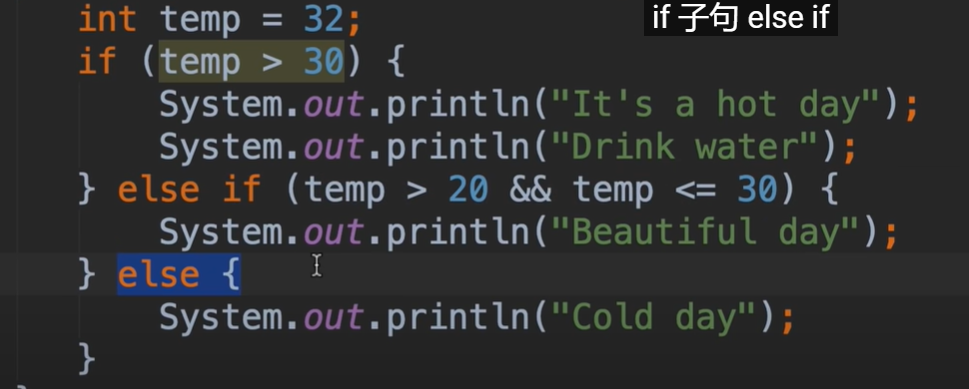 if 子句 else if
int temp = 32;
if (temp > 30) {
System.out.println("It's a hot day");
System.out.println("Drink water");
} else if (temp > 20 && temp <= 30) {
System.out.println("Beautiful day");
} else {
System.out.println("Cold day");
}